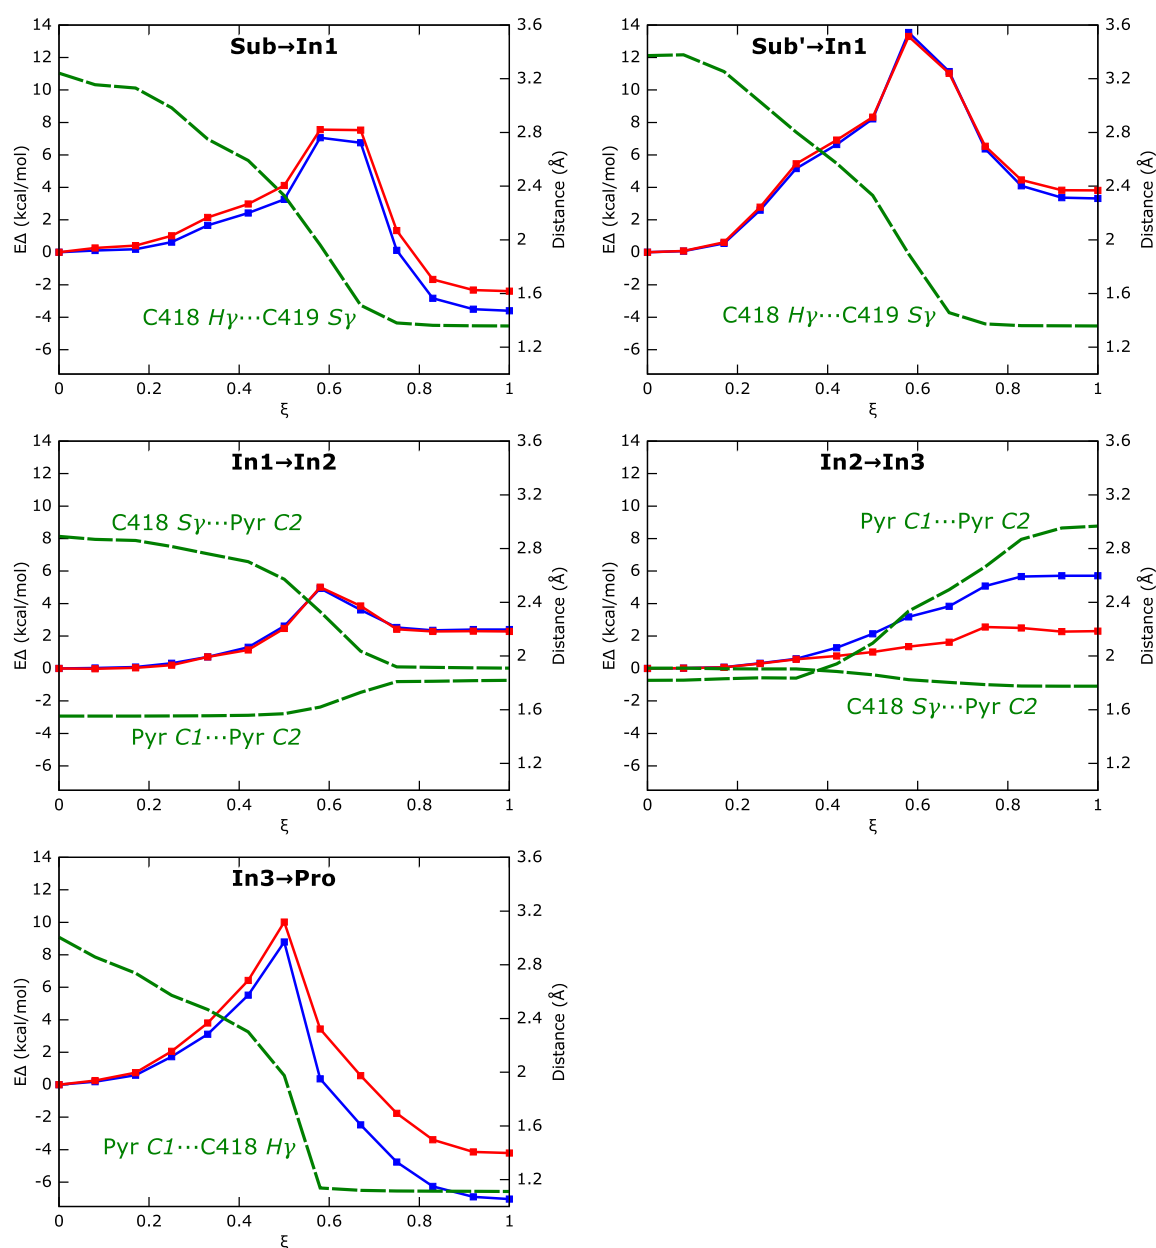 Sub→In1
14
12
10
8
6
4
2
0
-2
-4
-6
EΔ (kcal/mol)
3.6
3.2
2.8
2.4
2
1.6
1.2
Distance (Å)
C418 Hγ···C419 Sγ
0 0.2 0.4 0.6 0.8 1
ξ
Sub'→In1
14
12
10
8
6
4
2
0
-2
-4
-6
EΔ (kcal/mol)
3.6
3.2
2.8
2.4
2
1.6
1.2
Distance (Å)
C418 Hγ···C419 Sγ
0 0.2 0.4 0.6 0.8 1
ξ
In1→In2
14
12
10
8
6
4
2
0
-2
-4
-6
EΔ (kcal/mol)
3.6
3.2
2.8
2.4
2
1.6
1.2
Distance (Å)
C418 Sγ···Pyr C2
Pyr C1···Pyr C2
0 0.2 0.4 0.6 0.8 1
ξ
In2→In3
14
12
10
8
6
4
2
0
-2
-4
-6
EΔ (kcal/mol)
3.6
3.2
2.8
2.4
2
1.6
1.2
Distance (Å)
Pyr C1···Pyr C2
C418 Sγ···Pyr C2
0 0.2 0.4 0.6 0.8 1
ξ
In3→Pro
14
12
10
8
6
4
2
0
-2
-4
-6
EΔ (kcal/mol)
3.6
3.2
2.8
2.4
2
1.6
1.2
Distance (Å)
Pyr C1···C418 Hγ
0 0.2 0.4 0.6 0.8 1
ξ